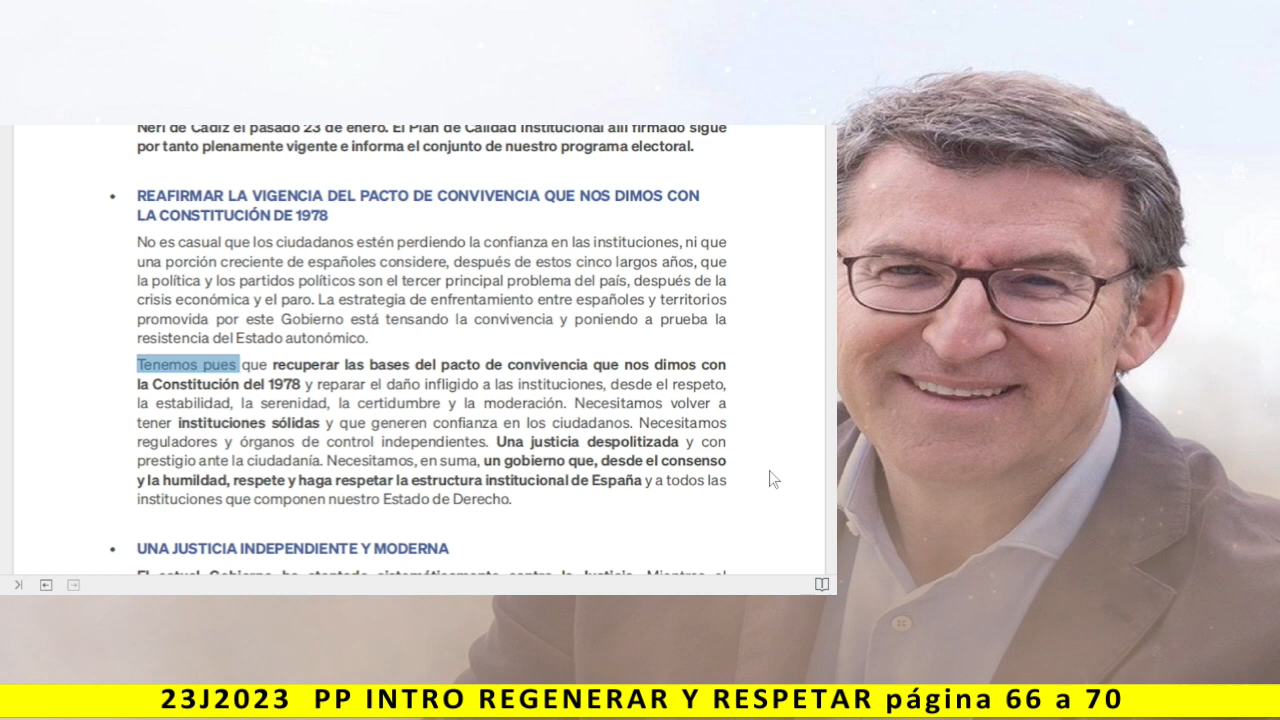 Neri de Cádiz el pasado 23 de enero. El Plan de Calidad Institucional allí firmado sigue
por tanto plenamente vigente e informa el conjunto de nuestro programa electoral.
• REAFIRMAR LA VIGENCIA DEL PACTO DE CONVIVENCIA QUE NOS DIMOS CON
LA CONSTITUCIÓN DE 1978
No es casual que los ciudadanos estén perdiendo la confianza en las instituciones, ni que
una porción creciente de españoles considere, después de estos cinco largos años, que
la política y los partidos políticos son el tercer principal problema del país, después de la
crisis económica y el paro. La estrategia de enfrentamiento entre españoles y territorios
promovida por este Gobierno está tensando la convivencia y poniendo a prueba la
resistencia del Estado autonómico.
Tenemos pues que recuperar las bases del pacto de convivencia que nos dimos con
la Constitución del 1978 y reparar el daño infligido a las instituciones, desde el respeto,
la estabilidad, la serenidad, la certidumbre y la moderación. Necesitamos volver a
tener instituciones sólidas y que generen confianza en los ciudadanos. Necesitamos
reguladores y órganos de control independientes. Una justicia despolitizada y con
prestigio ante la ciudadanía. Necesitamos, en suma, un gobierno que, desde el consenso
y la humildad, respete y haga respetar la estructura institucional de España y a todos las
instituciones que componen nuestro Estado de Derecho.
• UNA JUSTICIA INDEPENDIENTE Y MODERNA
El actual Gobierno ha atentado sistemáticamente contra la Justicia. Mientras el
23J2023 PP INTRO REGENERAR Y RESPETAR página 66 a 70